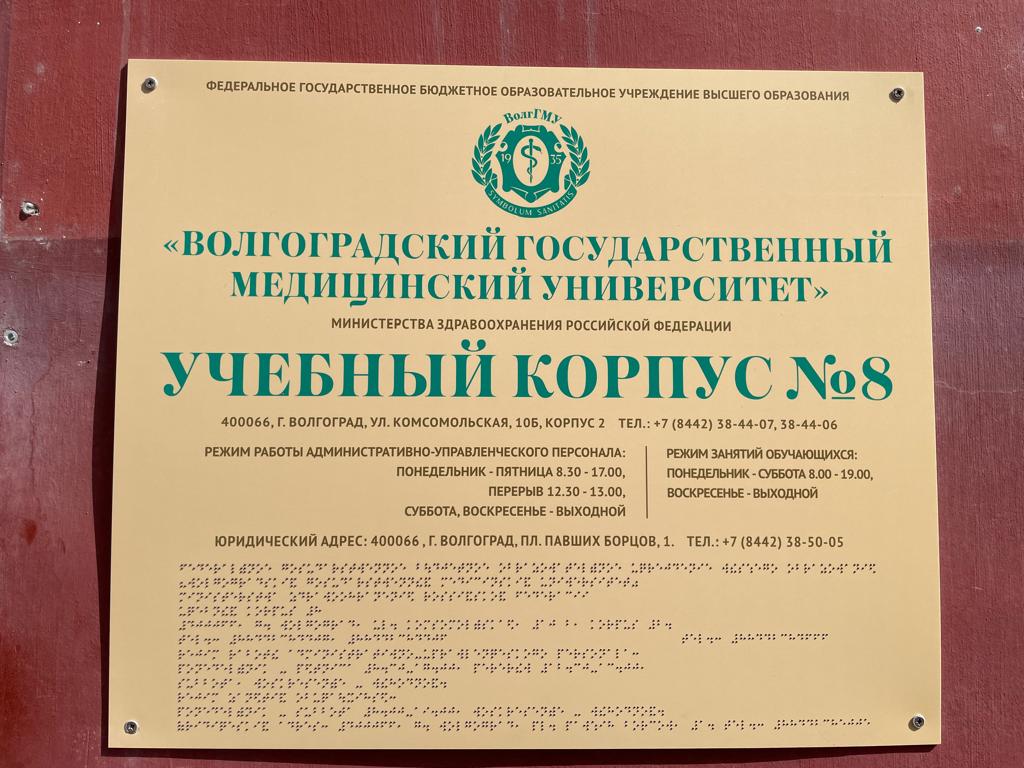 ФЕДЕРАЛЬНОЕ ГОСУДАРСТВЕННОЕ БЮДЖЕТНОЕ ОБРАЗОВАТЕЛЬНОЕ УЧРЕЖДЕНИЕ ВЫСШЕГО ОБРАЗОВАНИЯ
ВолгГМУ
19 35
SYMBOLUM SANITATIS
«ВОЛГОГРАДСКИЙ ГОСУДАРСТВЕННЫЙ
МЕДИЦИНСКИЙ УНИВЕРСИТЕТ»
МИНИСТЕРСТВА ЗДРАВООХРАНЕНИЯ РОССИЙСКОЙ ФЕДЕРАЦИИ
УЧЕБНЫЙ КОРПУС №8
400066, Г. ВОЛГОГРАД, УЛ. КОМСОМОЛЬСКАЯ, 10Б, КОРПУС 2 ТЕЛ.: +7 (8442) 38-44-07, 38-44-06
РЕЖИМ РАБОТЫ АДМИНИСТРАТИВНО-УПРАВЛЕНЧЕСКОГО ПЕРСОНАЛА:
ПОНЕДЕЛЬНИК - ПЯТНИЦА 8.30 - 17.00,
ПЕРЕРЫВ 12.30 - 13.00,
СУББОТА, ВОСКРЕСЕНЬЕ - ВЫХОДНОЙ
РЕЖИМ ЗАНЯТИЙ ОБУЧАЮЩИХСЯ:
ПОНЕДЕЛЬНИК - СУББОТА 8.00 - 19.00,
ВОСКРЕСЕНЬЕ - ВЫХОДНОЙ
ЮРИДИЧЕСКИЙ АДРЕС: 400066 , Г. ВОЛГОГРАД, ПЛ. ПАВШИХ БОРЦОВ, 1. ТЕЛ.: +7 (8442) 38-50-05